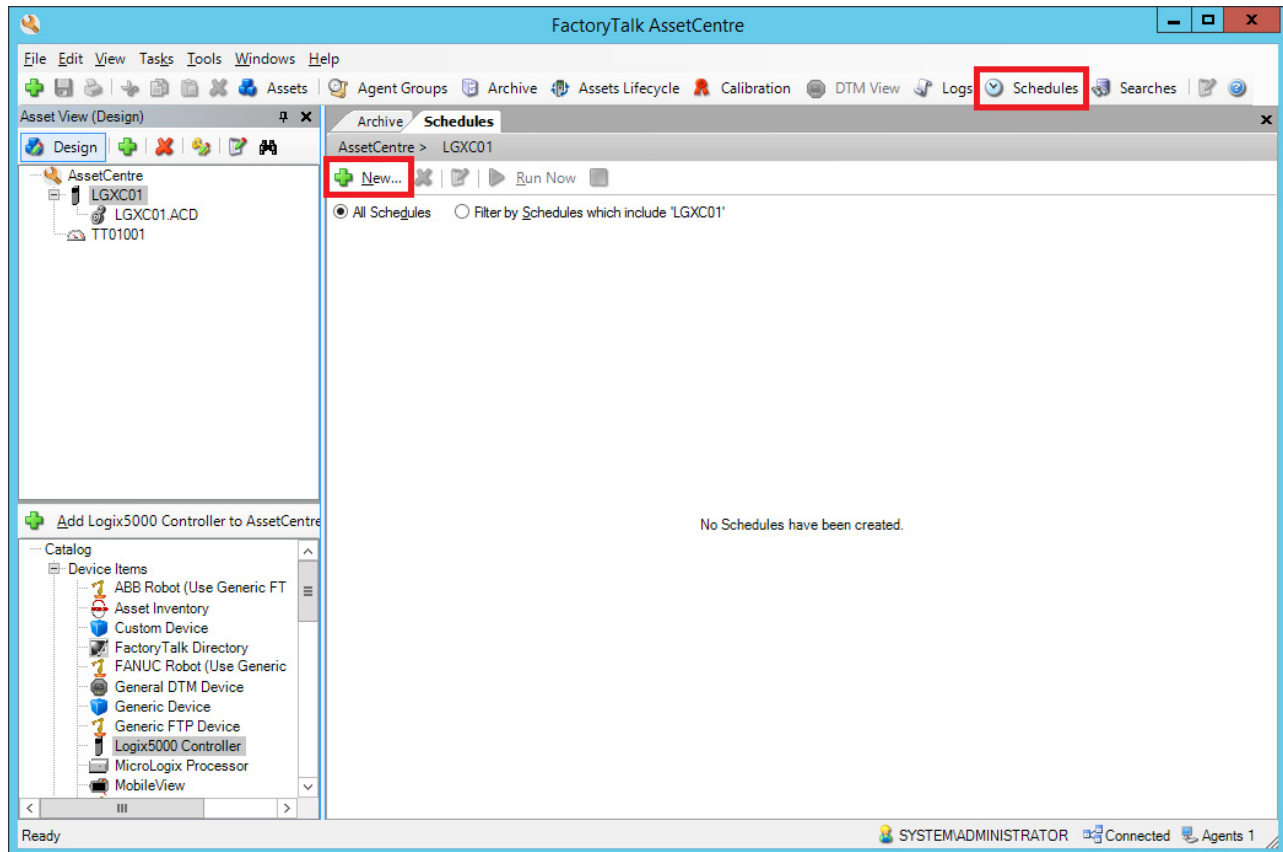 FactoryTalk AssetCentre
File Edit View Tasks Tools Windows Help
Assets Agent Groups Archive Assets Lifecycle Calibration DTM View Logs Schedules Searches
Asset View (Design)
Design
AssetCentre
LGXC01
LGXC01.ACD
TT01001
Add Logix5000 Controller to AssetCentre
Catalog
Device Items
ABB Robot (Use Generic FT
Asset Inventory
Custom Device
FactoryTalk Directory
FANUC Robot (Use Generic
General DTM Device
Generic Device
Generic FTP Device
Logix5000 Controller
MicroLogix Processor
MobileView
Archive Schedules
AssetCentre > LGXC01
New... Run Now
All Schedules Filter by Schedules which include 'LGXC01'
No Schedules have been created.
Ready SYSTEM\ADMINISTRATOR Connected Agents 1